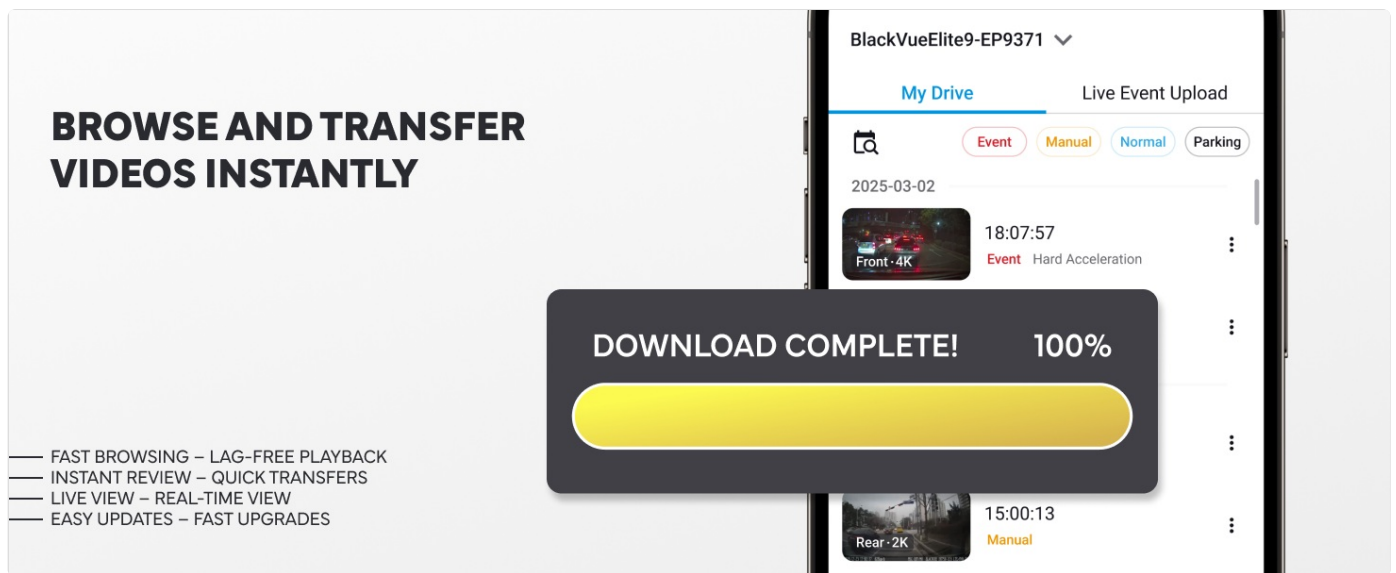 BROWSE AND TRANSFER
VIDEOS INSTANTLY
FAST BROWSING – LAG-FREE PLAYBACK
INSTANT REVIEW – QUICK TRANSFERS
LIVE VIEW – REAL-TIME VIEW
EASY UPDATES – FAST UPGRADES
BlackVueElite9-EP9371
My Drive Live Event Upload
Event Manual Normal Parking
2025-03-02
18:07:57
Front·4K
Event Hard Acceleration
DOWNLOAD COMPLETE! 100%
15:00:13
Rear·2K
Manual